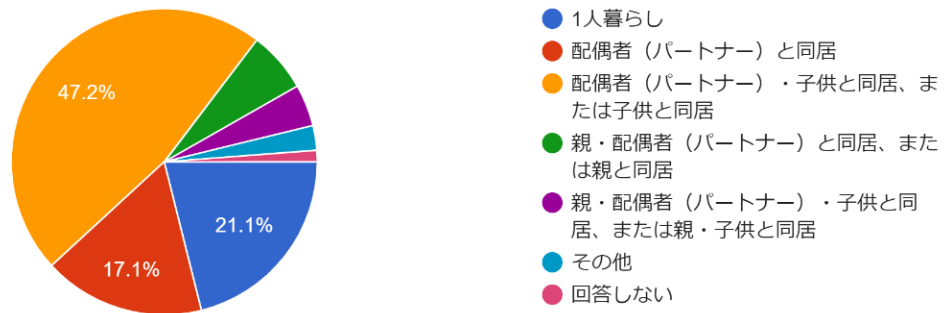 47.2%
21.1%
17.1%
1人暮らし
配偶者（パートナー）と同居
配偶者（パートナー）・子供と同居、ま
たは子供と同居
親・配偶者（パートナー）と同居、また
は親と同居
親・配偶者（パートナー）・子供と同
居、または親・子供と同居
その他
回答しない